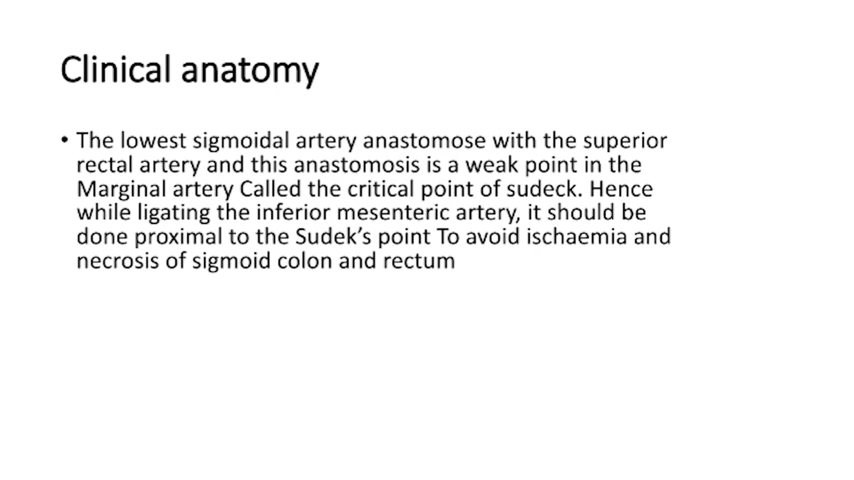 Clinical anatomy
• The lowest sigmoidal artery anastomose with the superior
rectal artery and this anastomosis is a weak point in the
Marginal artery Called the critical point of sudeck. Hence
while ligating the inferior mesenteric artery, it should be
done proximal to the Sudek’s point To avoid ischaemia and
necrosis of sigmoid colon and rectum